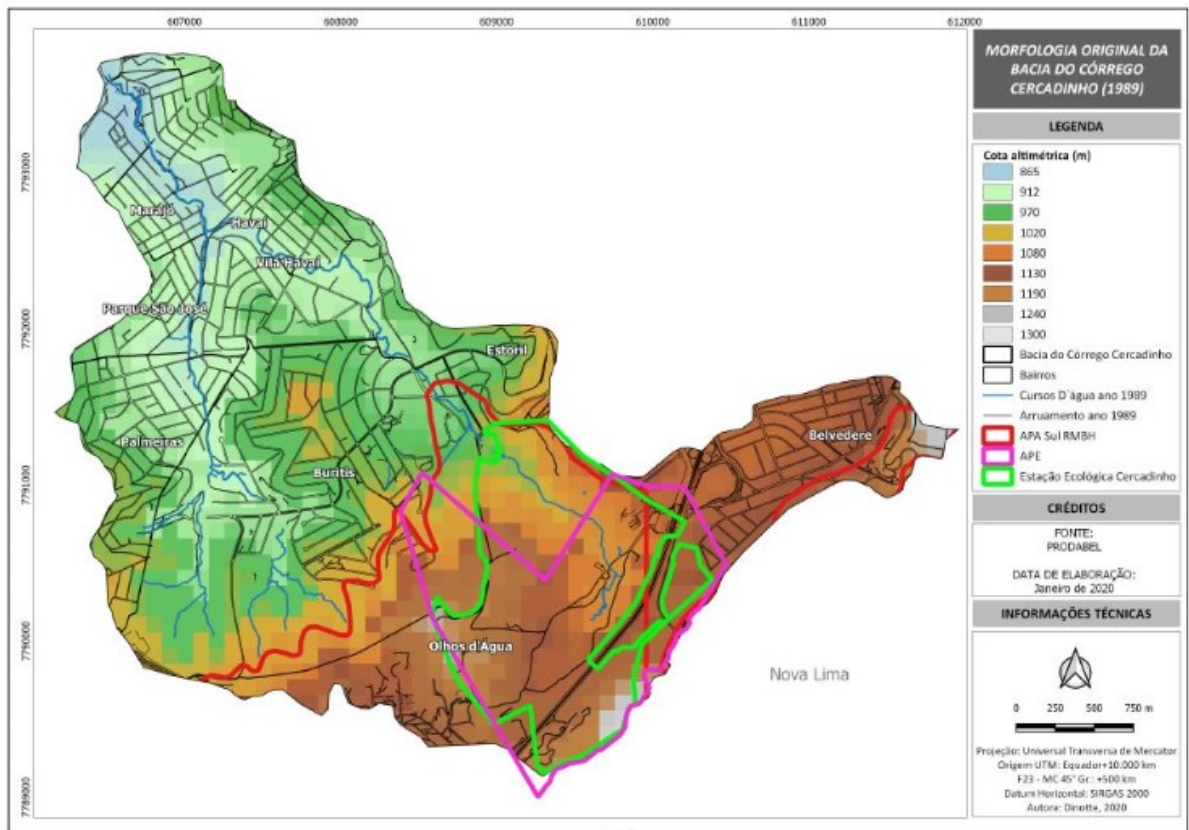 607000 608000 609000 610000 611000 612000
7793000
7792000
7791000
7790000
7789000
Marajó
Havaí
Vila Havaí
Parque São José
Estoril
Palmeiras
Buritis
Belvedere
Olhos d'Água
Nova Lima
MORFOLOGIA ORIGINAL DA
BACIA DO CÓRREGO
CERCADINHO (1989)
LEGENDA
Cota altimétrica (m)
865
912
970
1020
1080
1130
1190
1240
1300
Bacia do Córrego Cercadinho
Bairros
Cursos D`água ano 1989
Arruamento ano 1989
APA Sul RMBH
APE
Estação Ecológica Cercadinho
CRÉDITOS
FONTE:
PRODABEL
DATA DE ELABORAÇÃO:
Janeiro de 2020
INFORMAÇÕES TÉCNICAS
0 250 500 750 m
Projeção: Universal Transversa de Mercator
Origem UTM: Equador+10.000 km
F23 - MC 45° Gr.: +500 km
Datum Horizontal: SIRGAS 2000
Autora: Dinotte, 2020